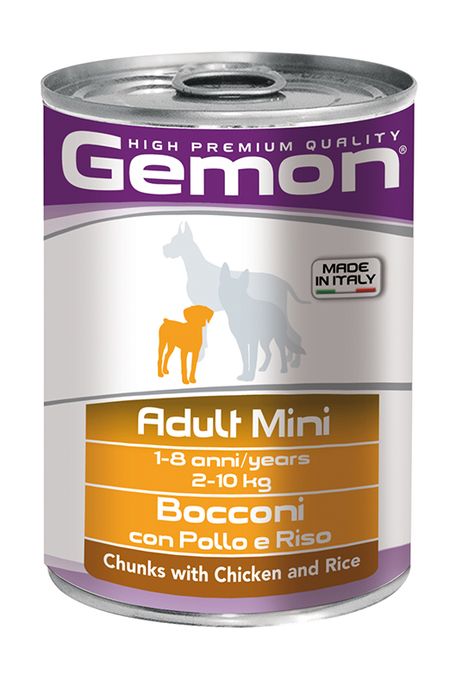 HIGH PREMIUM QUALITY
Gemon®
MADE
IN ITALY
Adult Mini
1-8 anni/years
2-10 kg
Bocconi
con Pollo e Riso
Chunks with Chicken and Rice